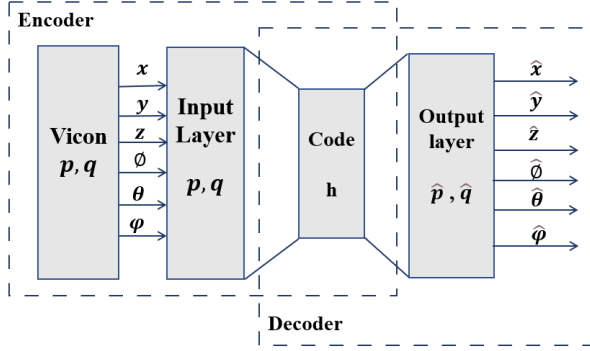 Encoder
Vicon
p, q
x
y
z
∅
θ
φ
Input
Layer
p, q
Code
h
Output
layer
p̂ , q̂
x̂
ŷ
ẑ
∅̂
θ̂
φ̂
Decoder